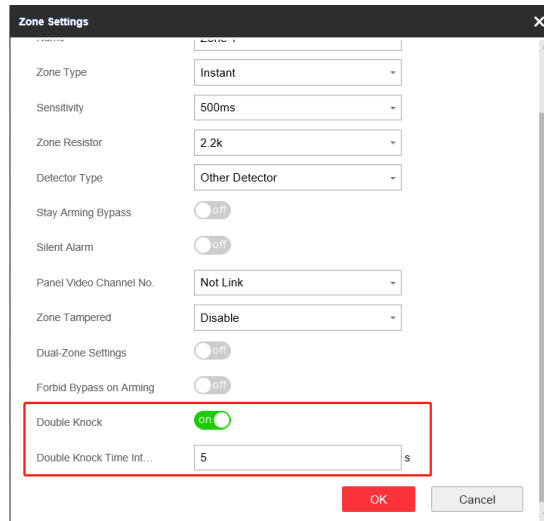 Zone Settings
Zone Type
Instant
Sensitivity
500ms
Zone Resistor
2.2k
Detector Type
Other Detector
Stay Arming Bypass
off
Silent Alarm
off
Panel Video Channel No.
Not Link
Zone Tampered
Disable
Dual-Zone Settings
off
Forbid Bypass on Arming
off
Double Knock
on
Double Knock Time Int...
5
s
OK
Cancel